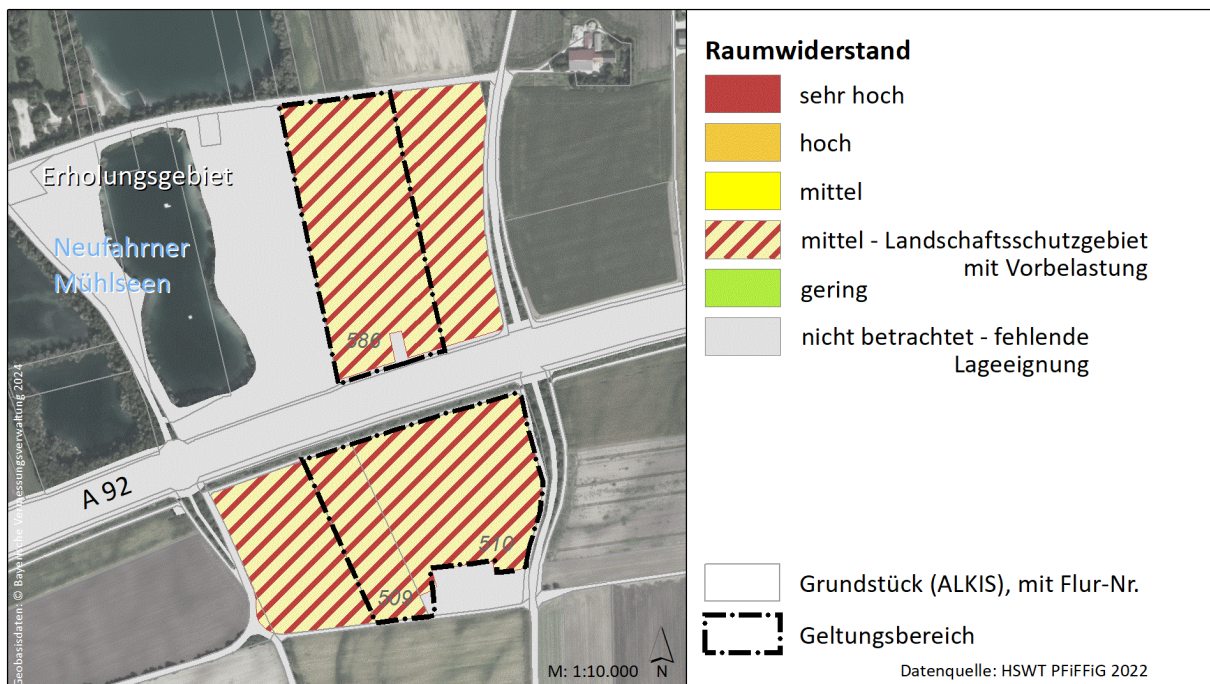 Erholungsgebiet
Neufahrner
Mühlseen
586
A 92
510
509
Geobasisdaten: © Bayerische Vermessungsverwaltung 2024
M: 1:10.000
N
Raumwiderstand
sehr hoch
hoch
mittel
mittel - Landschaftsschutzgebiet
mit Vorbelastung
gering
nicht betrachtet - fehlende
Lageeignung
Grundstück (ALKIS), mit Flur-Nr.
Geltungsbereich
Datenquelle: HSWT PFiFFiG 2022